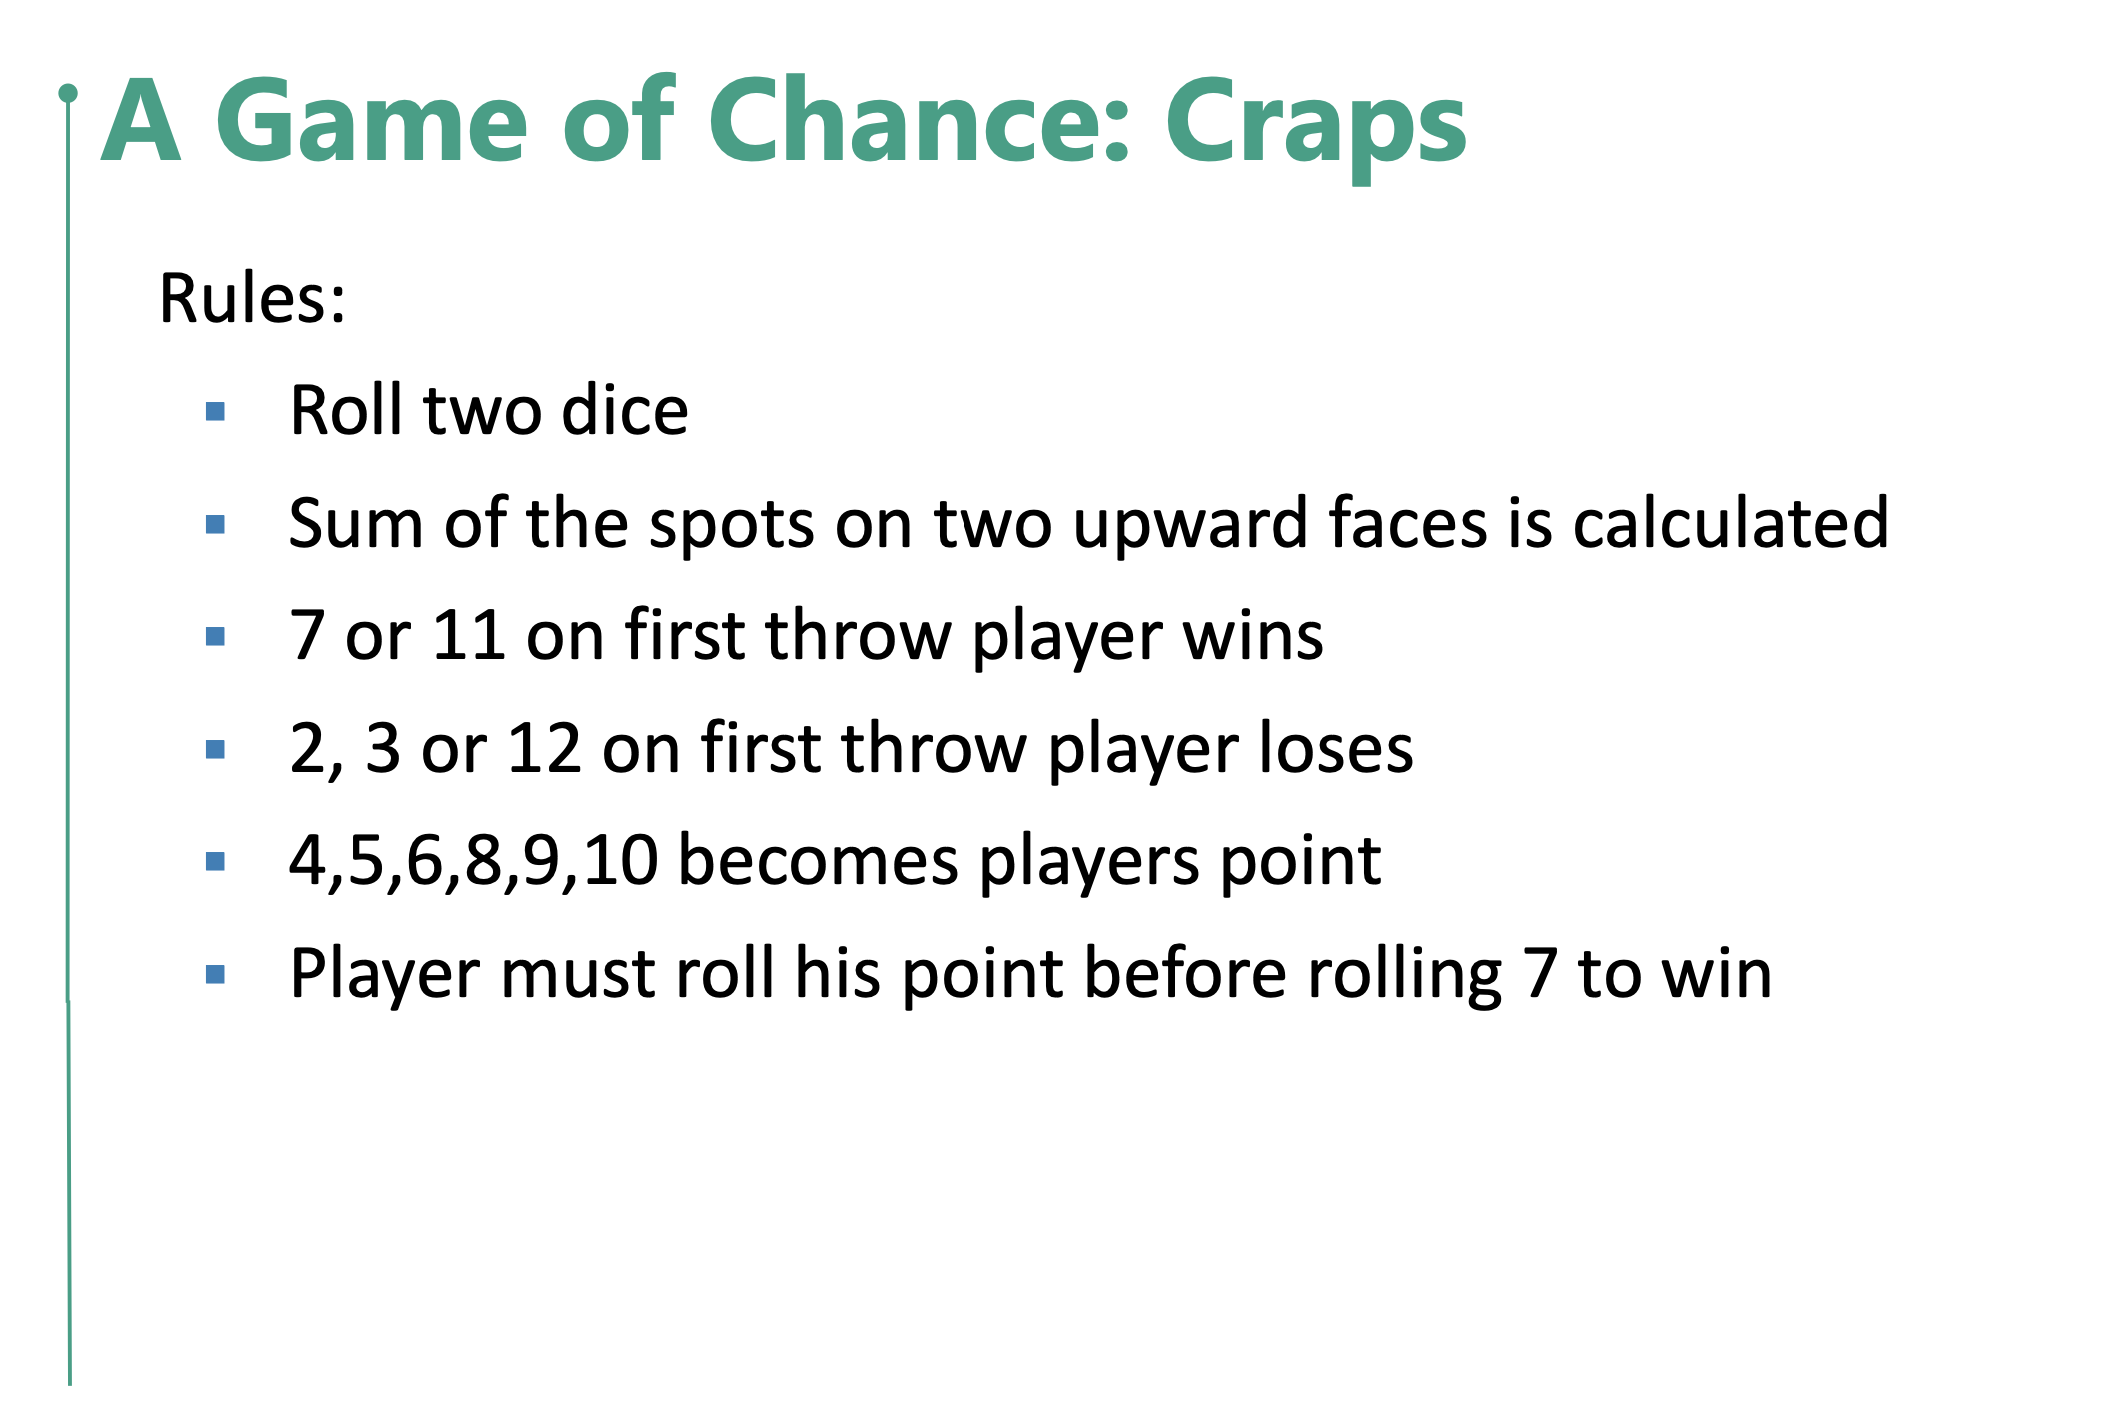 A Game of Chance: Craps
Rules:
▪ Roll two dice
▪ Sum of the spots on two upward faces is calculated
▪ 7 or 11 on first throw player wins
▪ 2, 3 or 12 on first throw player loses
▪ 4,5,6,8,9,10 becomes players point
▪ Player must roll his point before rolling 7 to win